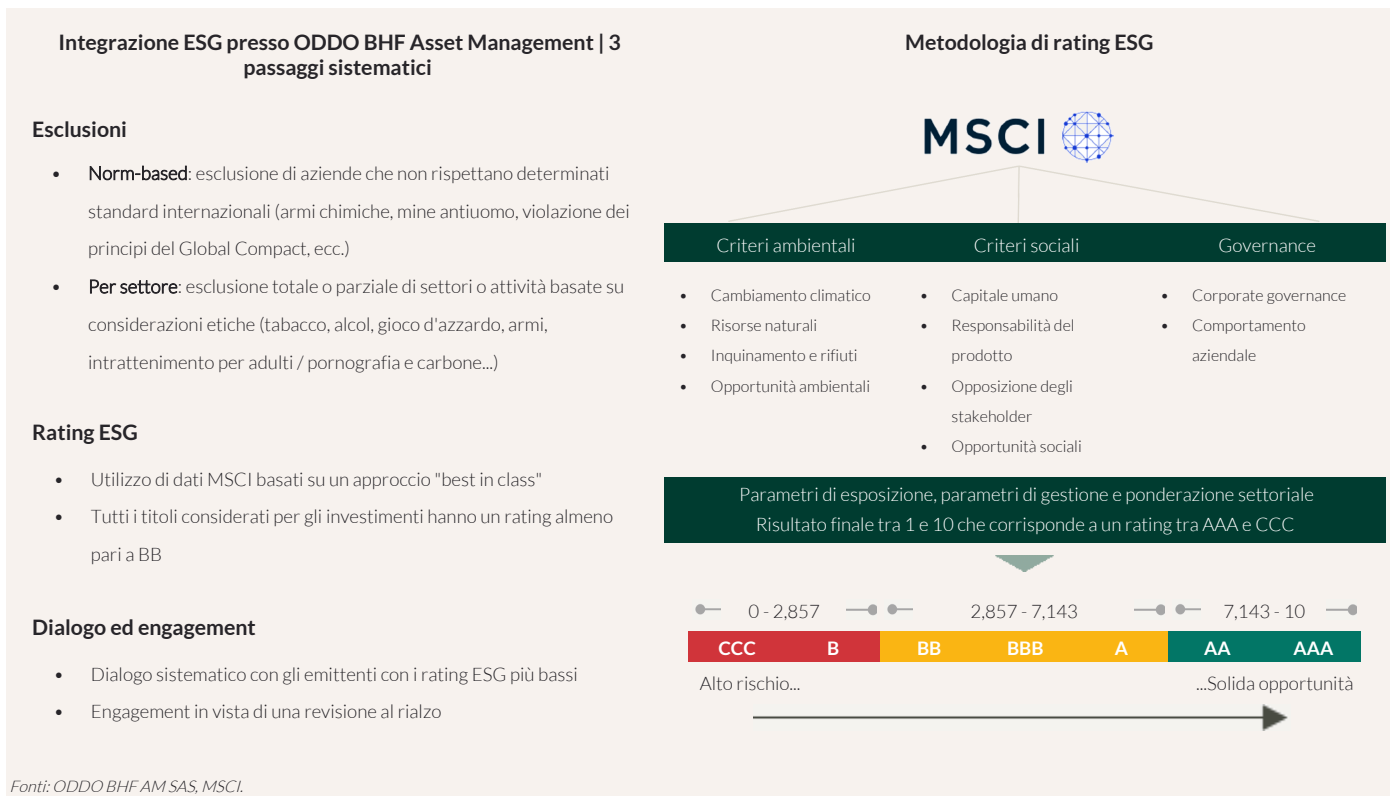 Integrazione ESG presso ODDO BHF Asset Management | 3
passaggi sistematici
Esclusioni
• Norm-based: esclusione di aziende che non rispettano determinati
standard internazionali (armi chimiche, mine antiuomo, violazione dei
principi del Global Compact, ecc.)
• Per settore: esclusione totale o parziale di settori o attività basate su
considerazioni etiche (tabacco, alcol, gioco d'azzardo, armi,
intrattenimento per adulti / pornografia e carbone...)
Rating ESG
• Utilizzo di dati MSCI basati su un approccio "best in class"
• Tutti i titoli considerati per gli investimenti hanno un rating almeno
pari a BB
Dialogo ed engagement
• Dialogo sistematico con gli emittenti con i rating ESG più bassi
• Engagement in vista di una revisione al rialzo
Metodologia di rating ESG
MSCI
Criteri ambientali
• Cambiamento climatico
• Risorse naturali
• Inquinamento e rifiuti
• Opportunità ambientali
Criteri sociali
• Capitale umano
• Responsabilità del
prodotto
• Opposizione degli
stakeholder
• Opportunità sociali
Governance
• Corporate governance
• Comportamento
aziendale
Parametri di esposizione, parametri di gestione e ponderazione settoriale
Risultato finale tra 1 e 10 che corrisponde a un rating tra AAA e CCC
0 - 2,857 2,857 - 7,143 7,143 - 10
CCC B BB BBB A AA AAA
Alto rischio... ...Solida opportunità
Fonti: ODDO BHF AM SAS, MSCI.